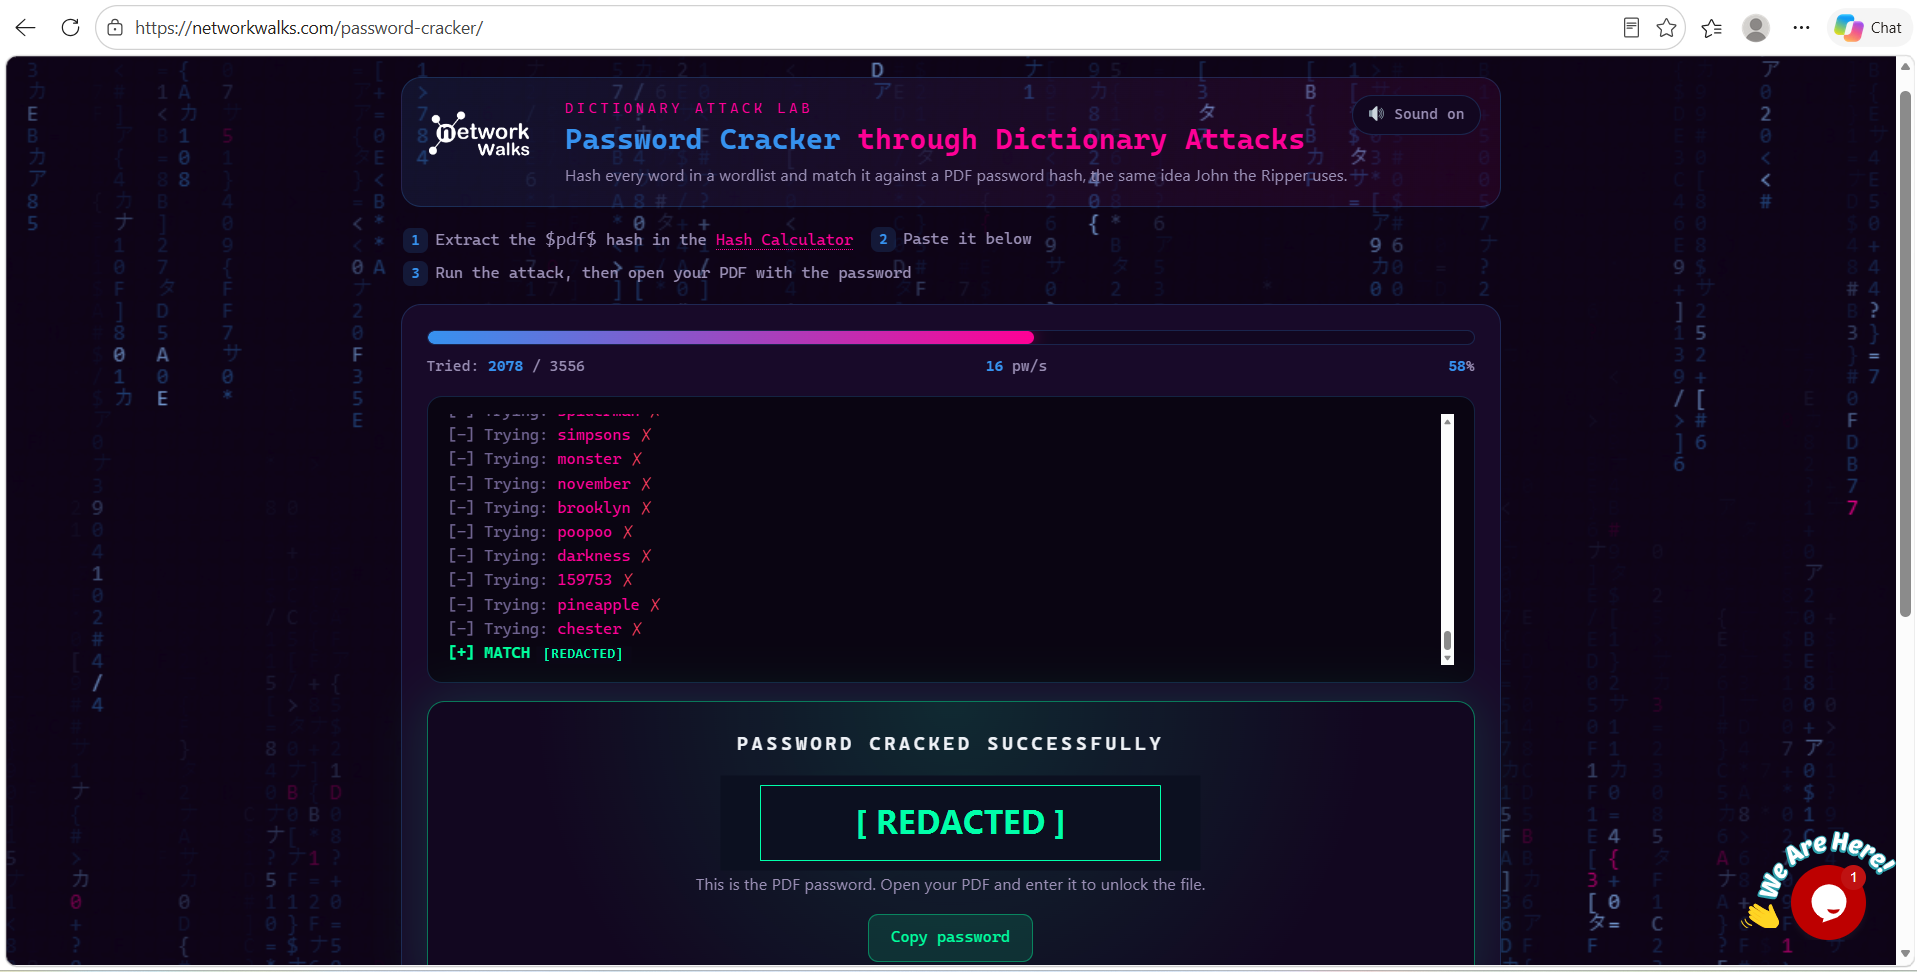 https://networkwalks.com/password-cracker/
Chat
network
Walks
DICTIONARY ATTACK LAB
Password Cracker through Dictionary Attacks
Hash every word in a wordlist and match it against a PDF password hash, the same idea John the Ripper uses.
Sound on
1 Extract the $pdf$ hash in the Hash Calculator 2 Paste it below
3 Run the attack, then open your PDF with the password
Tried: 2078 / 3556 16 pw/s 58%
[-] Trying: spiderman ✗
[-] Trying: simpsons ✗
[-] Trying: monster ✗
[-] Trying: november ✗
[-] Trying: brooklyn ✗
[-] Trying: poopoo ✗
[-] Trying: darkness ✗
[-] Trying: 159753 ✗
[-] Trying: pineapple ✗
[-] Trying: chester ✗
[+] MATCH [REDACTED]
PASSWORD CRACKED SUCCESSFULLY
[ REDACTED ]
This is the PDF password. Open your PDF and enter it to unlock the file.
Copy password
We Are Here!
1